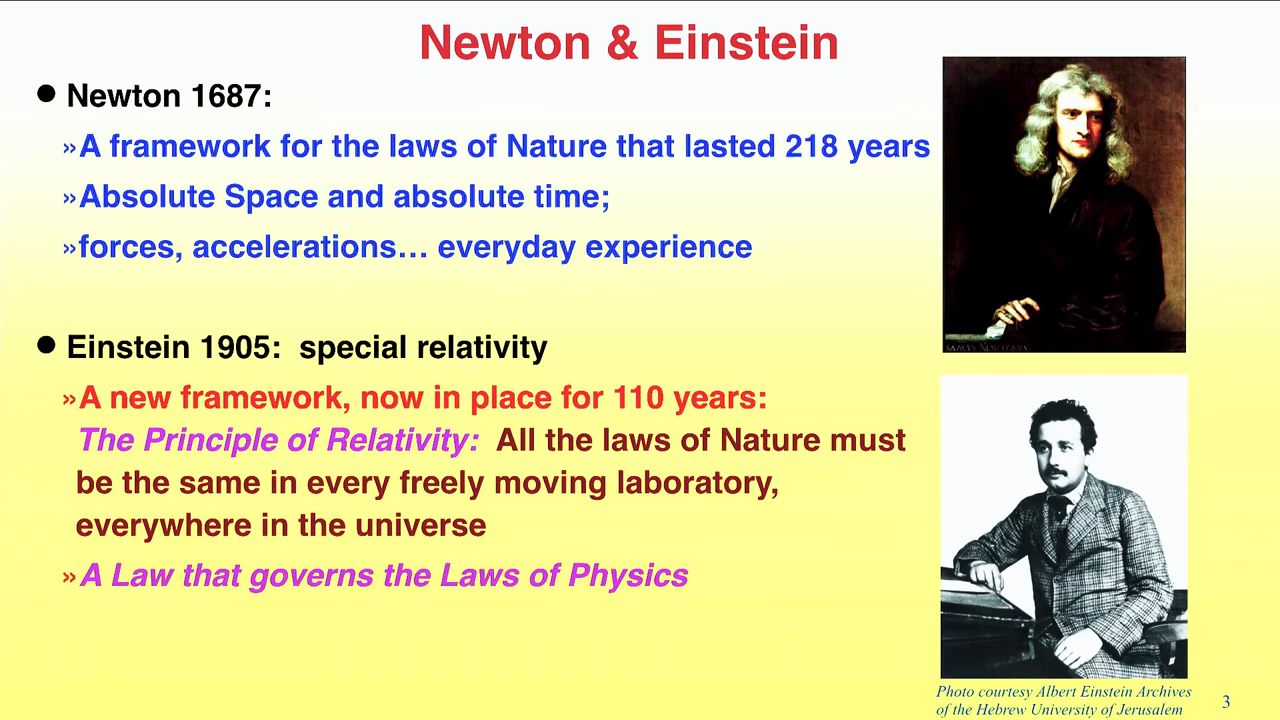 Newton & Einstein
● Newton 1687:
»A framework for the laws of Nature that lasted 218 years
»Absolute Space and absolute time;
»forces, accelerations… everyday experience
● Einstein 1905:  special relativity
»A new framework, now in place for 110 years:
The Principle of Relativity:  All the laws of Nature must
be the same in every freely moving laboratory,
everywhere in the universe
»A Law that governs the Laws of Physics
Photo courtesy Albert Einstein Archives
of the Hebrew University of Jerusalem
3